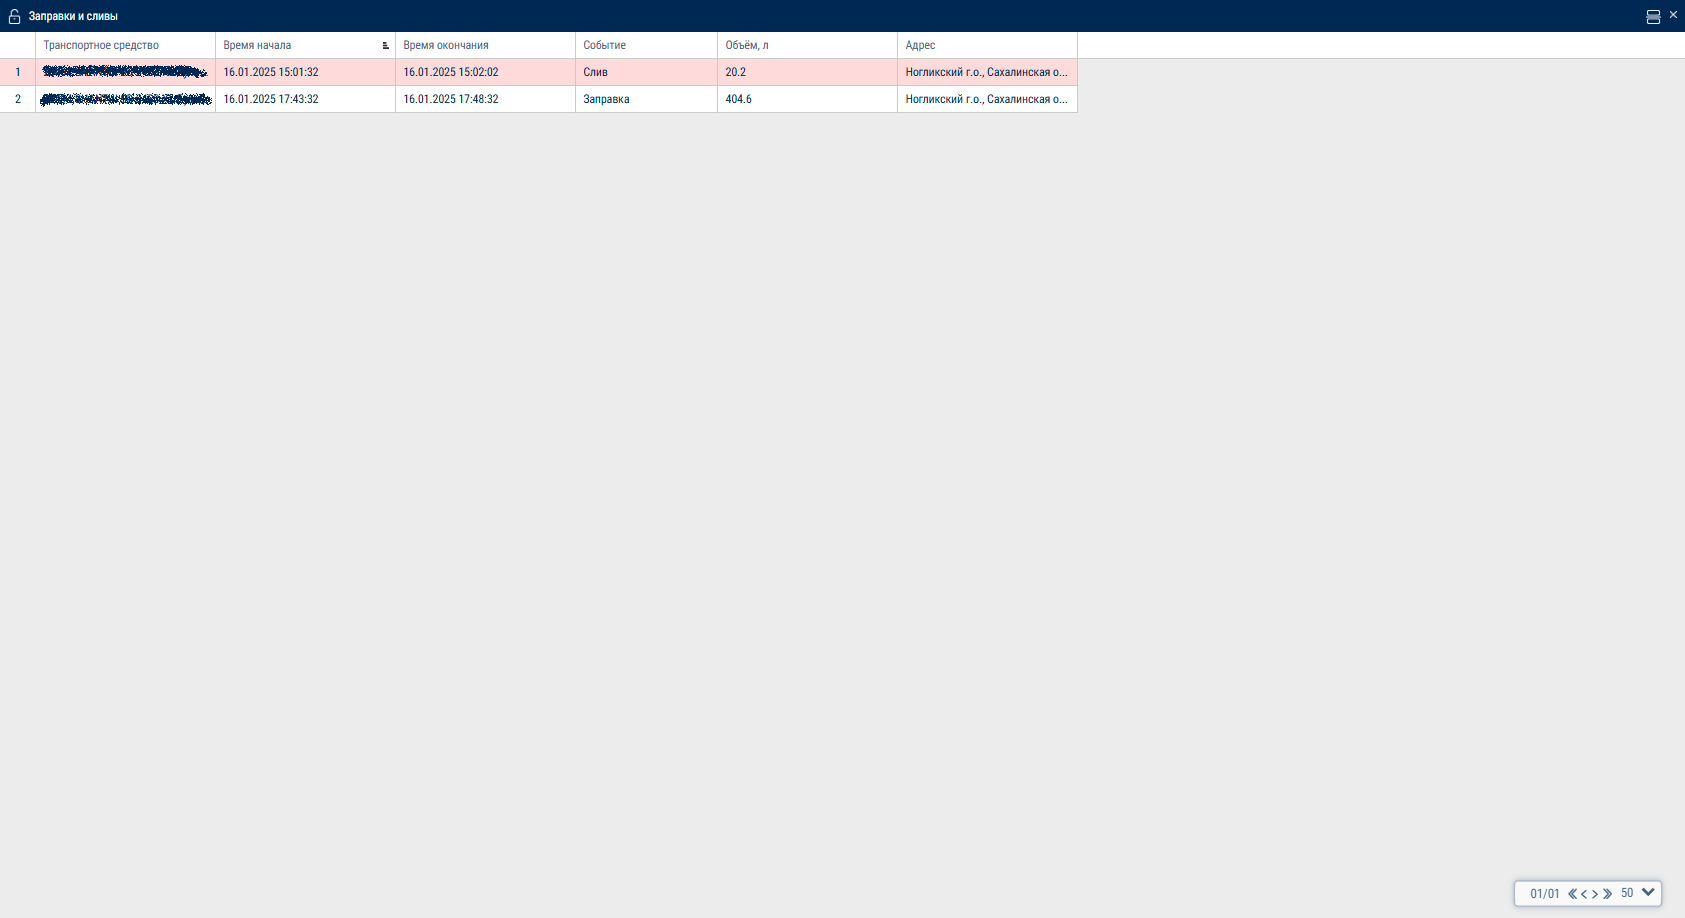 Заправки и сливы
Транспортное средство Время начала Время окончания Событие Объём, л Адрес
1 16.01.2025 15:01:32 16.01.2025 15:02:02 Слив 20.2 Ногликский г.о., Сахалинская о...
2 16.01.2025 17:43:32 16.01.2025 17:48:32 Заправка 404.6 Ногликский г.о., Сахалинская о...
01/01 50